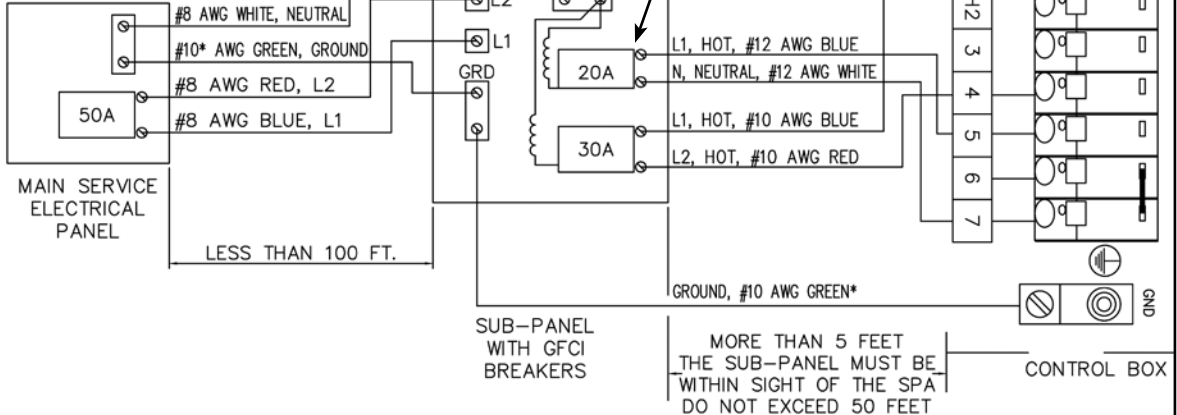 #8 AWG WHITE, NEUTRAL
#10* AWG GREEN, GROUND
#8 AWG RED, L2
#8 AWG BLUE, L1
50A
MAIN SERVICE
ELECTRICAL
PANEL
LESS THAN 100 FT.
L2
L1
GRD
20A
30A
L1, HOT, #12 AWG BLUE
N, NEUTRAL, #12 AWG WHITE
L1, HOT, #10 AWG BLUE
L2, HOT, #10 AWG RED
GROUND, #10 AWG GREEN*
SUB-PANEL
WITH GFCI
BREAKERS
MORE THAN 5 FEET
THE SUB-PANEL MUST BE
WITHIN SIGHT OF THE SPA
DO NOT EXCEED 50 FEET
H2
3
4
5
6
7
GND
CONTROL BOX